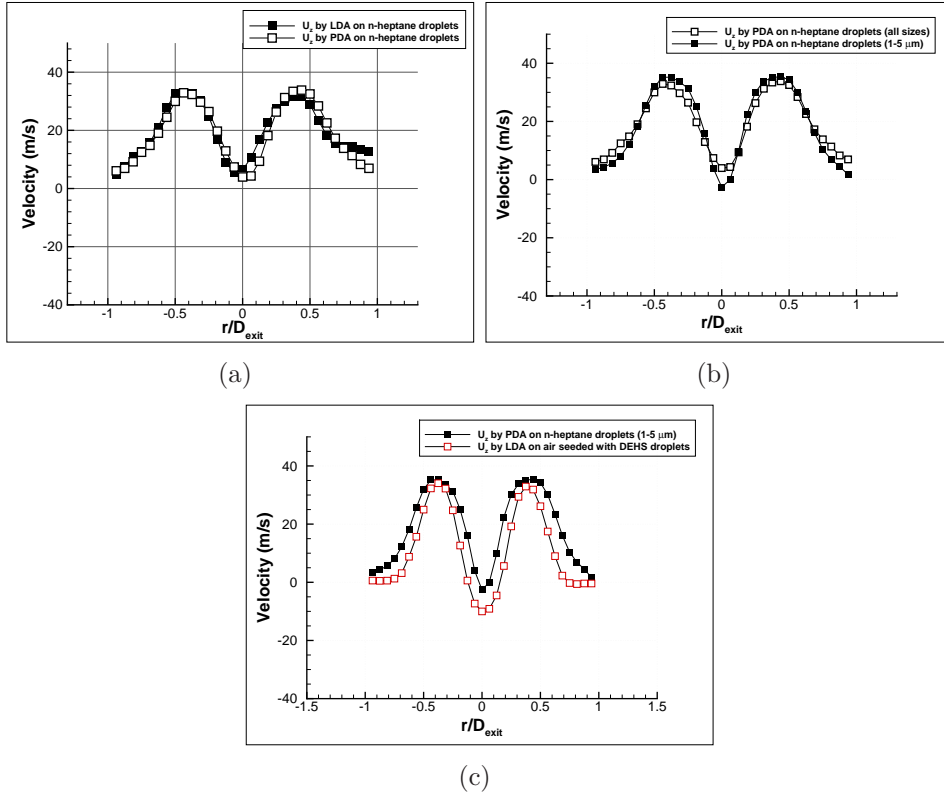 U_z by LDA on n-heptane droplets
U_z by PDA on n-heptane droplets
Velocity (m/s)
40
20
0
-20
-40
-1 -0.5 0 0.5 1
r/D_exit
(a)
U_z by PDA on n-heptane droplets (all sizes)
U_z by PDA on n-heptane droplets (1-5 μm)
Velocity (m/s)
40
20
0
-20
-40
-1 -0.5 0 0.5 1
r/D_exit
(b)
U_z by PDA on n-heptane droplets (1-5 μm)
U_z by LDA on air seeded with DEHS droplets
Velocity (m/s)
40
20
0
-20
-40
-1.5 -1 -0.5 0 0.5 1 1.5
r/D_exit
(c)